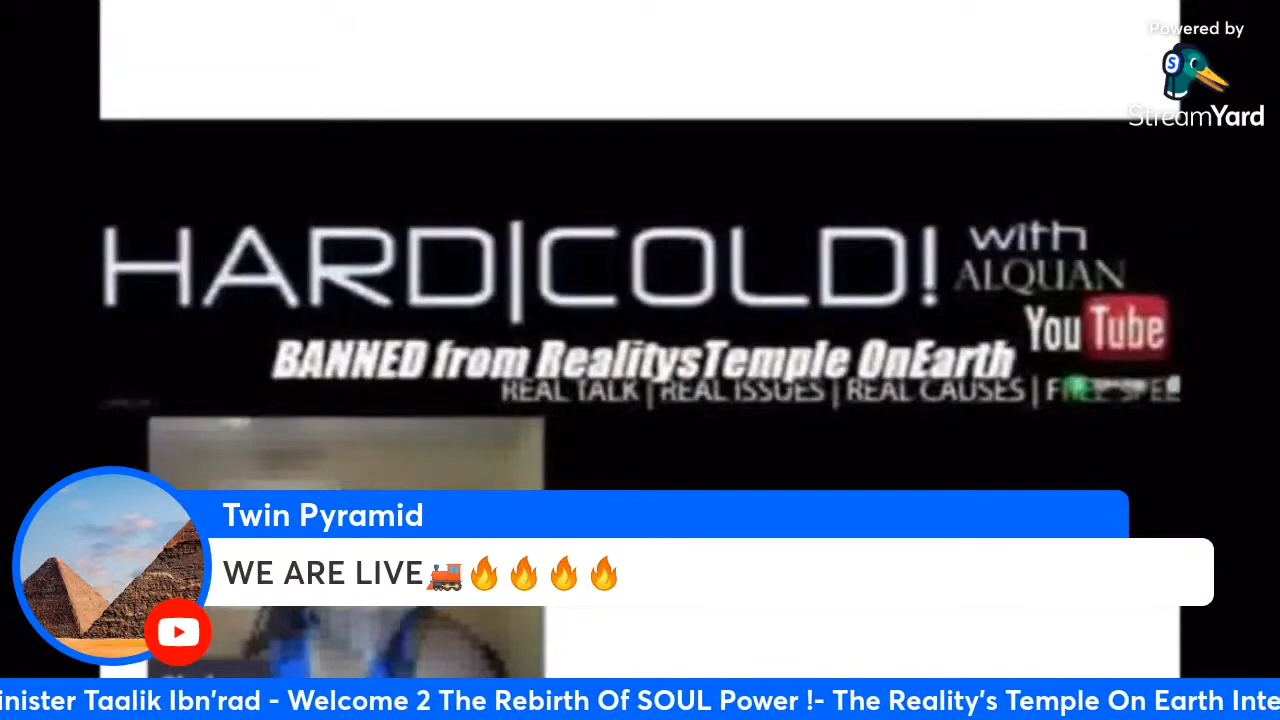 Powered by
StreamYard
HARD|COLD! with
ALQUAN
YouTube
BANNED from RealitysTemple OnEarth
REAL TALK | REAL ISSUES | REAL CAUSES |
Twin Pyramid
WE ARE LIVE🚂🔥🔥🔥🔥
inister Taalik Ibn'rad - Welcome 2 The Rebirth Of SOUL Power !- The Reality's Temple On Earth Inte